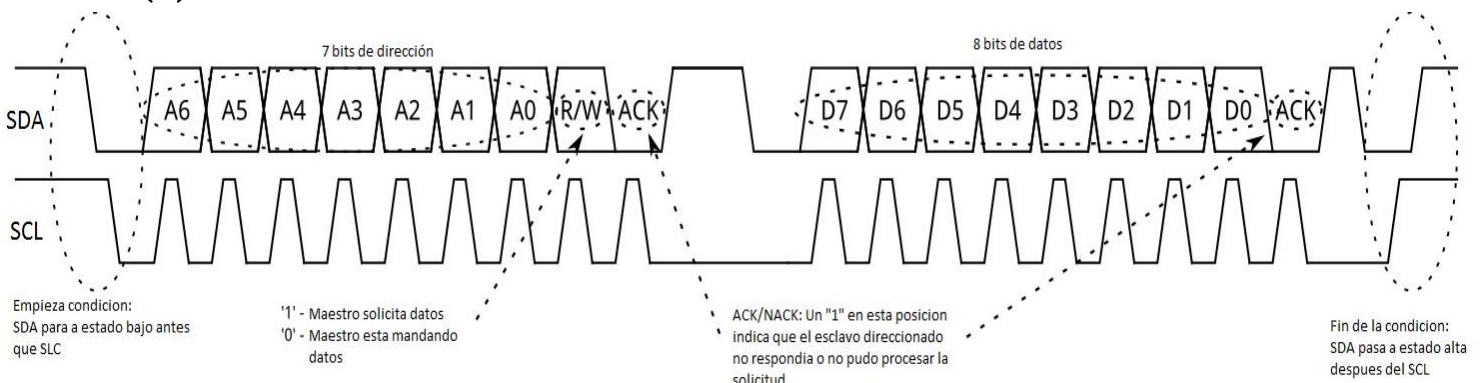 7 bits de dirección
8 bits de datos
SDA
A6 A5 A4 A3 A2 A1 A0 R/W ACK
D7 D6 D5 D4 D3 D2 D1 D0 ACK
SCL
Empieza condicion:
SDA para a estado bajo antes
que SLC
'1' - Maestro solicita datos
'0' - Maestro esta mandando
datos
ACK/NACK: Un "1" en esta posicion
indica que el esclavo direccionado
no respondia o no pudo procesar la
solicitud
Fin de la condicion:
SDA pasa a estado alta
despues del SCL